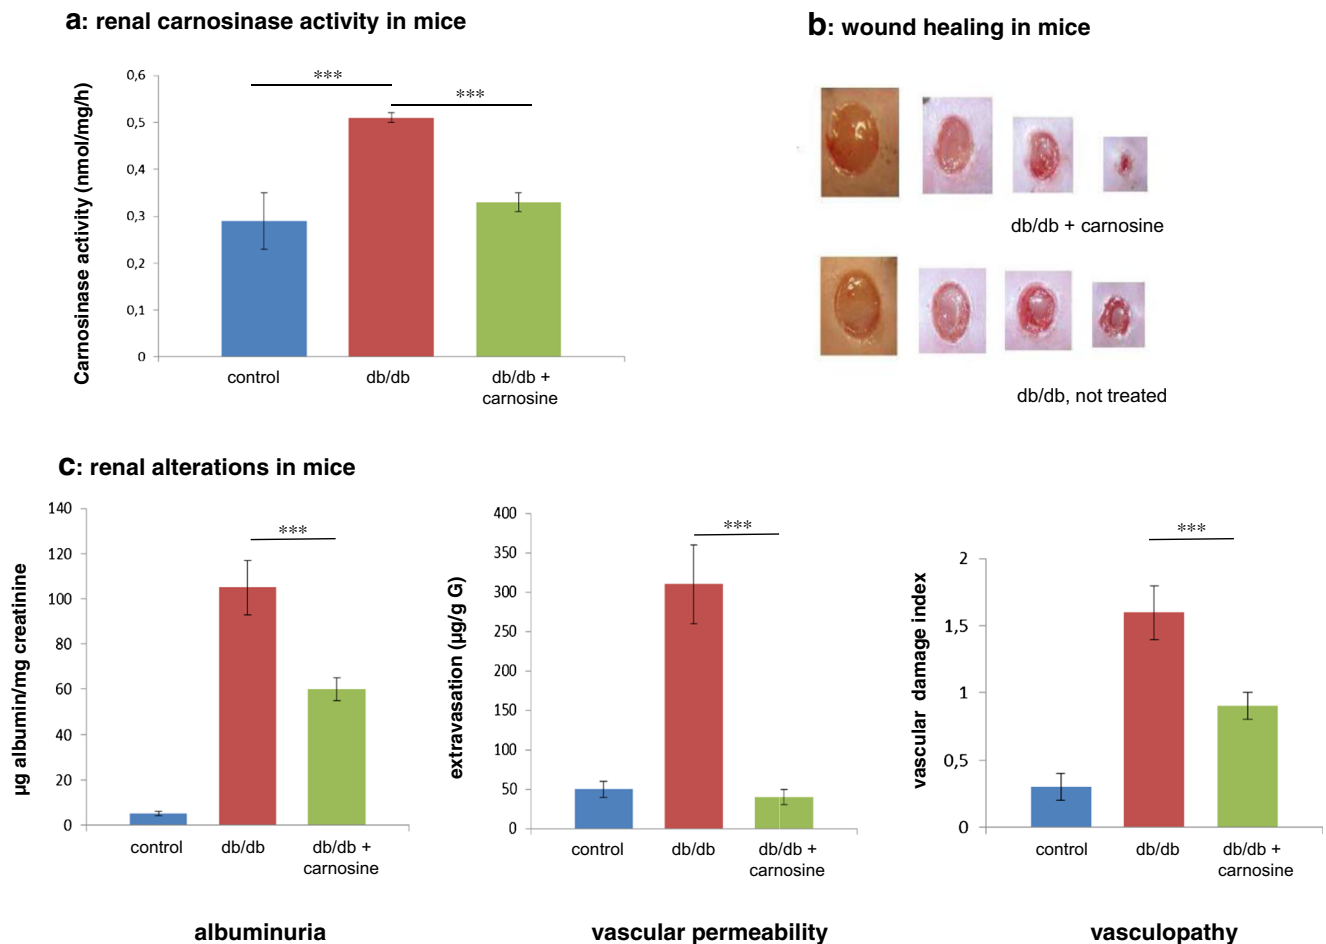 a: renal carnosinase activity in mice
Carnosinase activity (nmol/mg/h)
0,6
0,5
0,4
0,3
0,2
0,1
0
***
***
control
db/db
db/db +
carnosine
b: wound healing in mice
db/db + carnosine
db/db, not treated
c: renal alterations in mice
µg albumin/mg creatinine
140
120
100
80
60
40
20
0
***
control
db/db
db/db +
carnosine
albuminuria
extravasation (µg/g G)
400
350
300
250
200
150
100
50
0
***
control
db/db
db/db +
carnosine
vascular permeability
vascular damage index
2
1,5
1
0,5
0
***
control
db/db
db/db +
carnosine
vasculopathy